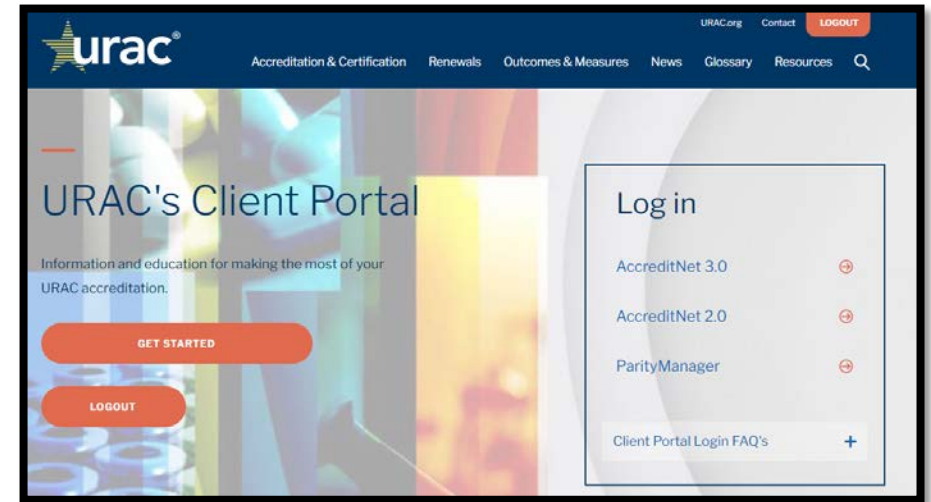 URAC.org Contact LOGOUT
urac®
Accreditation & Certification Renewals Outcomes & Measures News Glossary Resources
URAC's Client Portal
Information and education for making the most of your
URAC accreditation.
GET STARTED
LOGOUT
Log in
AccreditNet 3.0
AccreditNet 2.0
ParityManager
Client Portal Login FAQ's +